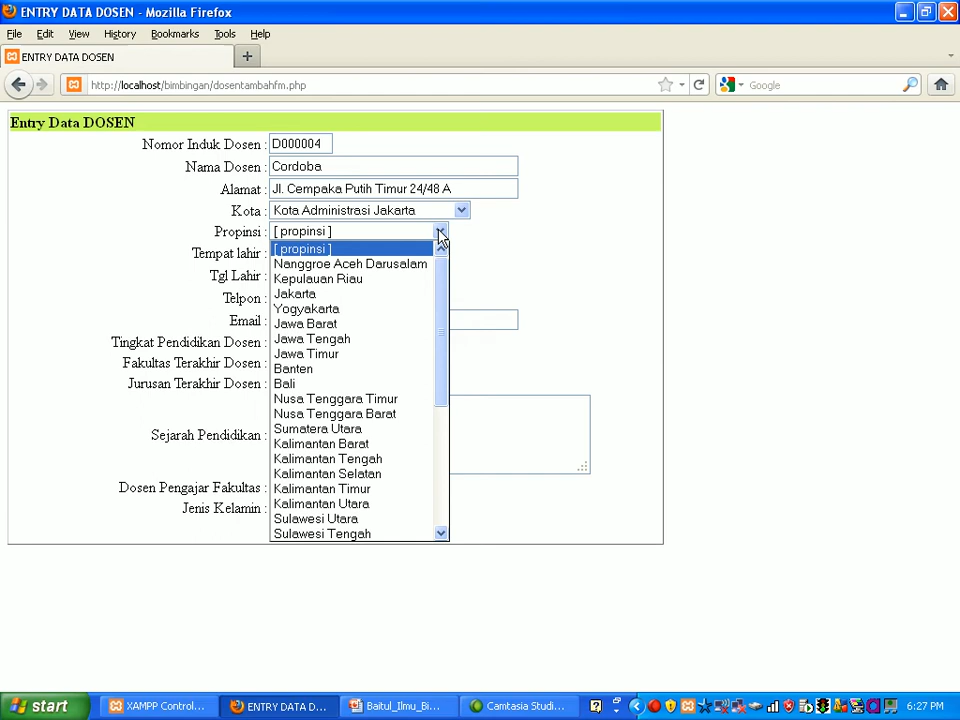 ENTRY DATA DOSEN - Mozilla Firefox
File Edit View History Bookmarks Tools Help
ENTRY DATA DOSEN
http://localhost/bimbingan/dosentambahfm.php
Google
Entry Data DOSEN
Nomor Induk Dosen : D000004
Nama Dosen : Cordoba
Alamat : Jl. Cempaka Putih Timur 24/48 A
Kota : Kota Administrasi Jakarta
Propinsi : [ propinsi ]
[ propinsi ]
Tempat lahir :
Nanggroe Aceh Darusalam
Tgl Lahir :
Kepulauan Riau
Jakarta
Telpon :
Yogyakarta
Email :
Jawa Barat
Jawa Tengah
Tingkat Pendidikan Dosen :
Jawa Timur
Fakultas Terakhir Dosen :
Banten
Jurusan Terakhir Dosen :
Bali
Nusa Tenggara Timur
Nusa Tenggara Barat
Sumatera Utara
Sejarah Pendidikan :
Kalimantan Barat
Kalimantan Tengah
Kalimantan Selatan
Dosen Pengajar Fakultas :
Kalimantan Timur
Kalimantan Utara
Jenis Kelamin :
Sulawesi Utara
Sulawesi Tengah
start XAMPP Control... ENTRY DATA D... Baitul_Ilmu_Bi... Camtasia Studi... 6:27 PM